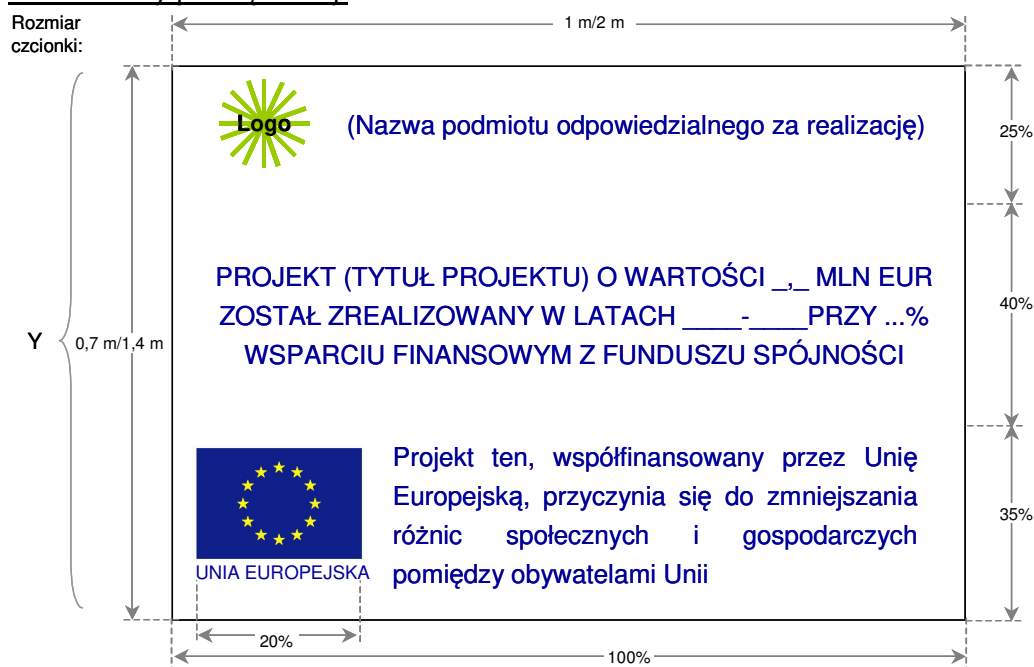 Rozmiar
czcionki:
1 m/2 m
Logo
(Nazwa podmiotu odpowiedzialnego za realizację)
25%
PROJEKT (TYTUŁ PROJEKTU) O WARTOŚCI _,_ MLN EUR
ZOSTAŁ ZREALIZOWANY W LATACH ____-____PRZY ...%
WSPARCIU FINANSOWYM Z FUNDUSZU SPÓJNOŚCI
40%
Y
0,7 m/1,4 m
Projekt ten, współfinansowany przez Unię
Europejską, przyczynia się do zmniejszania
różnic społecznych i gospodarczych
pomiędzy obywatelami Unii
35%
UNIA EUROPEJSKA
20%
100%